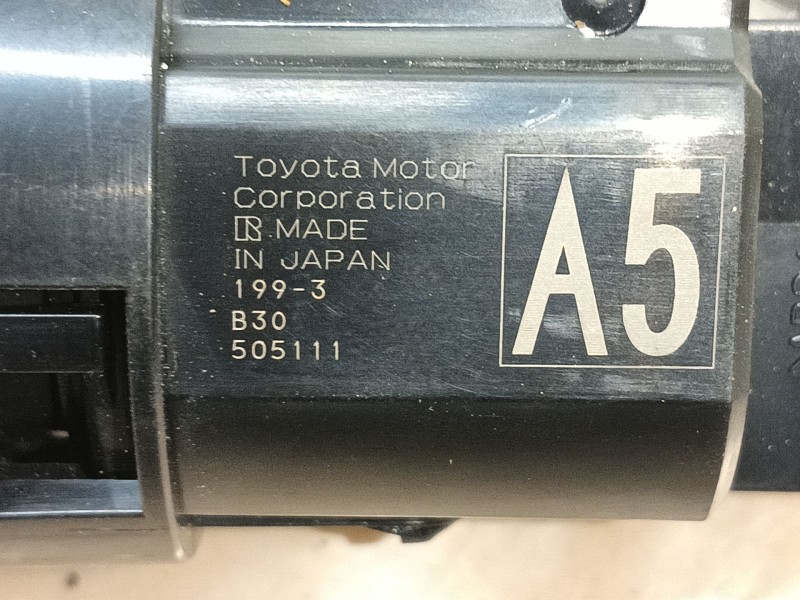 Toyota Motor
Corporation
R MADE
IN JAPAN
199-3
B30
505111
A5